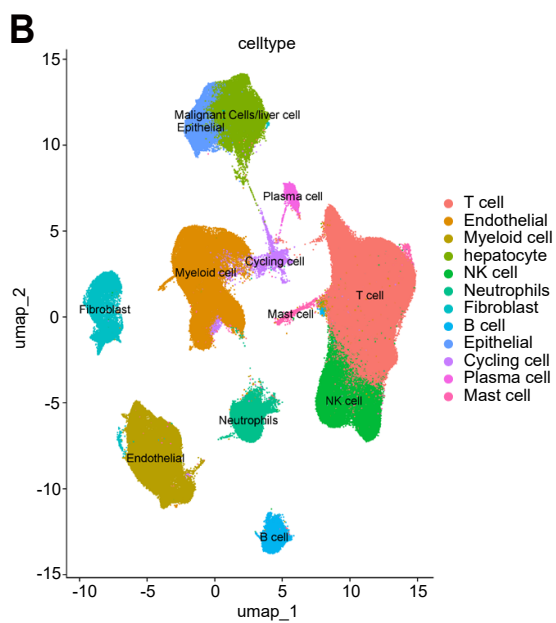 B
celltype
15
10
5
0
-5
-10
-15
umap_2
Malignant Cells/liver cell
Epithelial
Plasma cell
Cycling cell
Myeloid cell
T cell
Fibroblast
Mast cell
NK cell
Neutrophils
Endothelial
B cell
-10 -5 0 5 10 15
umap_1
T cell
Endothelial
Myeloid cell
hepatocyte
NK cell
Neutrophils
Fibroblast
B cell
Epithelial
Cycling cell
Plasma cell
Mast cell